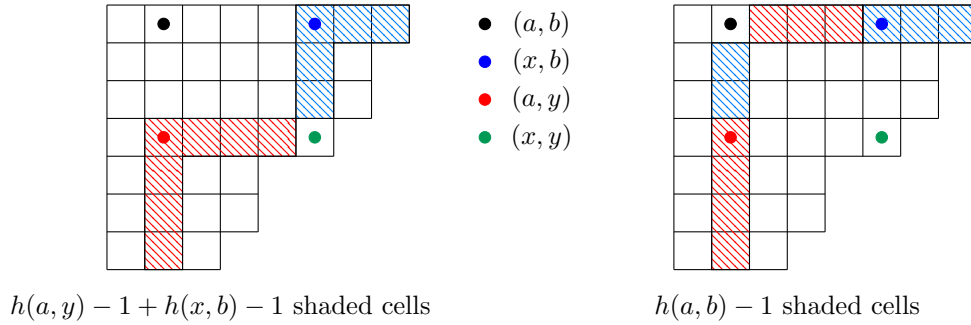 (a, b)
(x, b)
(a, y)
(x, y)
h(a, y) − 1 + h(x, b) − 1 shaded cells
h(a, b) − 1 shaded cells